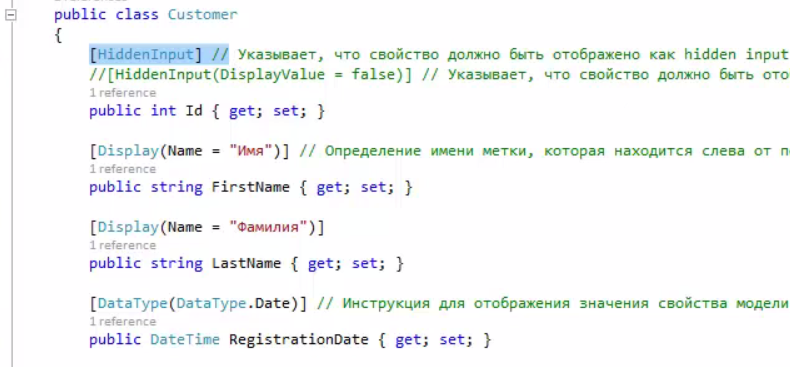 public class Customer
{
[HiddenInput] // Указывает, что свойство должно быть отображено как hidden input
//[HiddenInput(DisplayValue = false)] // Указывает, что свойство должно быть
1 reference
public int Id { get; set; }
[Display(Name = "Имя")] // Определение имени метки, которая находится слева от
1 reference
public string FirstName { get; set; }
[Display(Name = "Фамилия")]
1 reference
public string LastName { get; set; }
[DataType(DataType.Date)] // Инструкция для отображения значения свойства модели
1 reference
public DateTime RegistrationDate { get; set; }